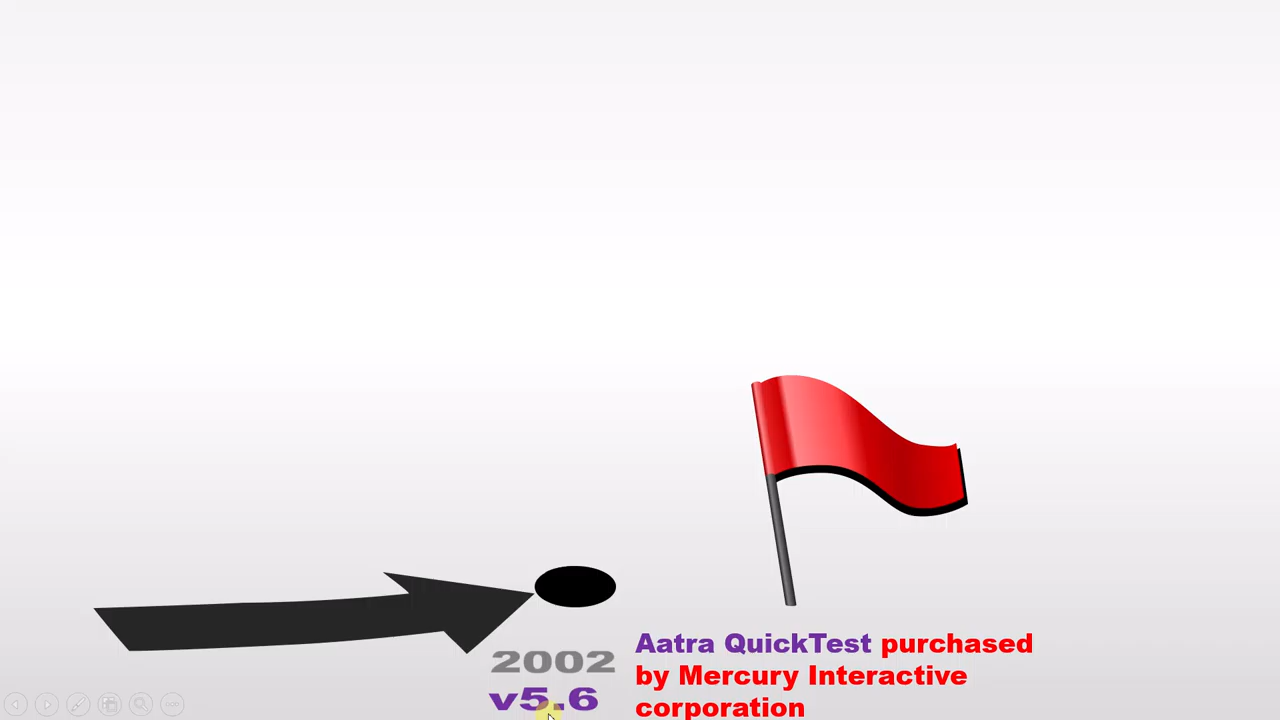 2002
v5.6
Aatra QuickTest purchased
by Mercury Interactive
corporation